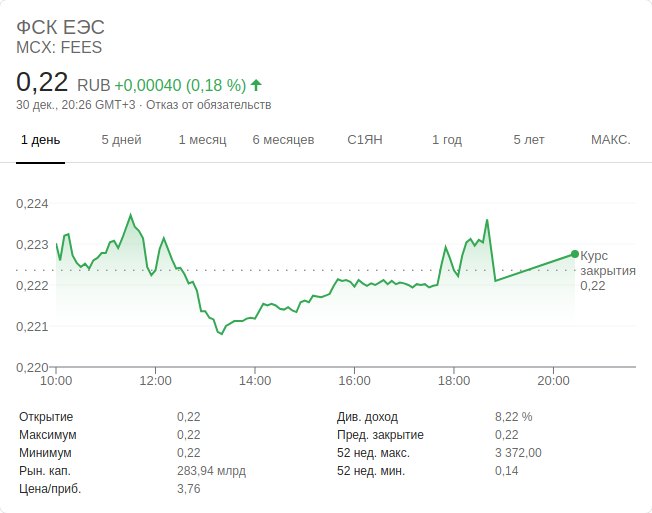 ФСК ЕЭС
MCX: FEES
0,22 RUB +0,00040 (0,18 %)
30 дек., 20:26 GMT+3 · Отказ от обязательств
1 день 5 дней 1 месяц 6 месяцев С1ЯН 1 год 5 лет МАКС.
0,224
0,223
0,222
0,221
0,220
Курс
закрытия
0,22
10:00 12:00 14:00 16:00 18:00 20:00
Открытие 0,22 Див. доход 8,22 %
Максимум 0,22 Пред. закрытие 0,22
Минимум 0,22 52 нед. макс. 3 372,00
Рын. кап. 283,94 млрд 52 нед. мин. 0,14
Цена/приб. 3,76